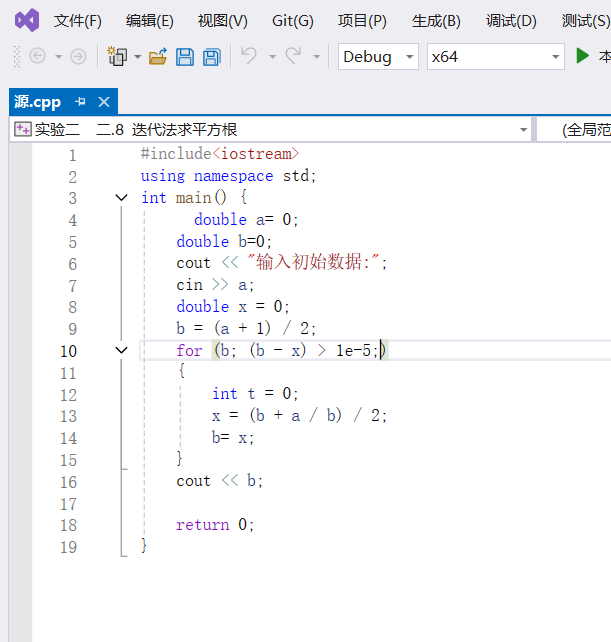 文件(F) 编辑(E) 视图(V) Git(G) 项目(P) 生成(B) 调试(D) 测试(S)
Debug x64 本
源.cpp
实验二 二.8 迭代法求平方根 (全局范
1 #include<iostream>
2 using namespace std;
3 int main() {
4 double a= 0;
5 double b=0;
6 cout << "输入初始数据:";
7 cin >> a;
8 double x = 0;
9 b = (a + 1) / 2;
10 for (b; (b - x) > 1e-5;)
11 {
12 int t = 0;
13 x = (b + a / b) / 2;
14 b= x;
15 }
16 cout << b;
17
18 return 0;
19 }